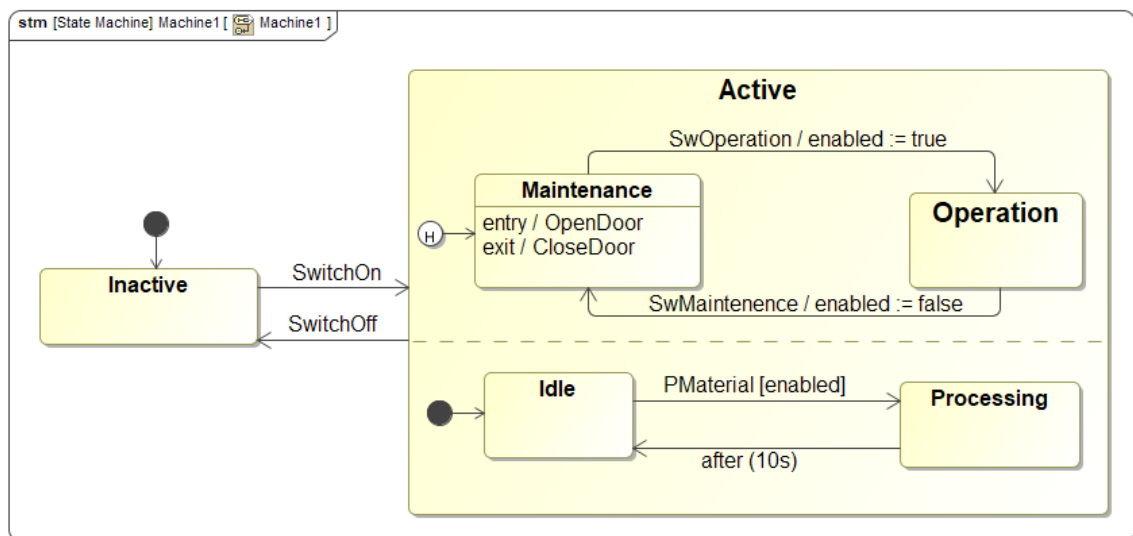 stm [State Machine] Machine1 [ Machine1 ]
Active
SwOperation / enabled := true
Maintenance
entry / OpenDoor
exit / CloseDoor
Operation
H
Inactive
SwitchOn
SwMaintenence / enabled := false
SwitchOff
Idle
PMaterial [enabled]
Processing
after (10s)